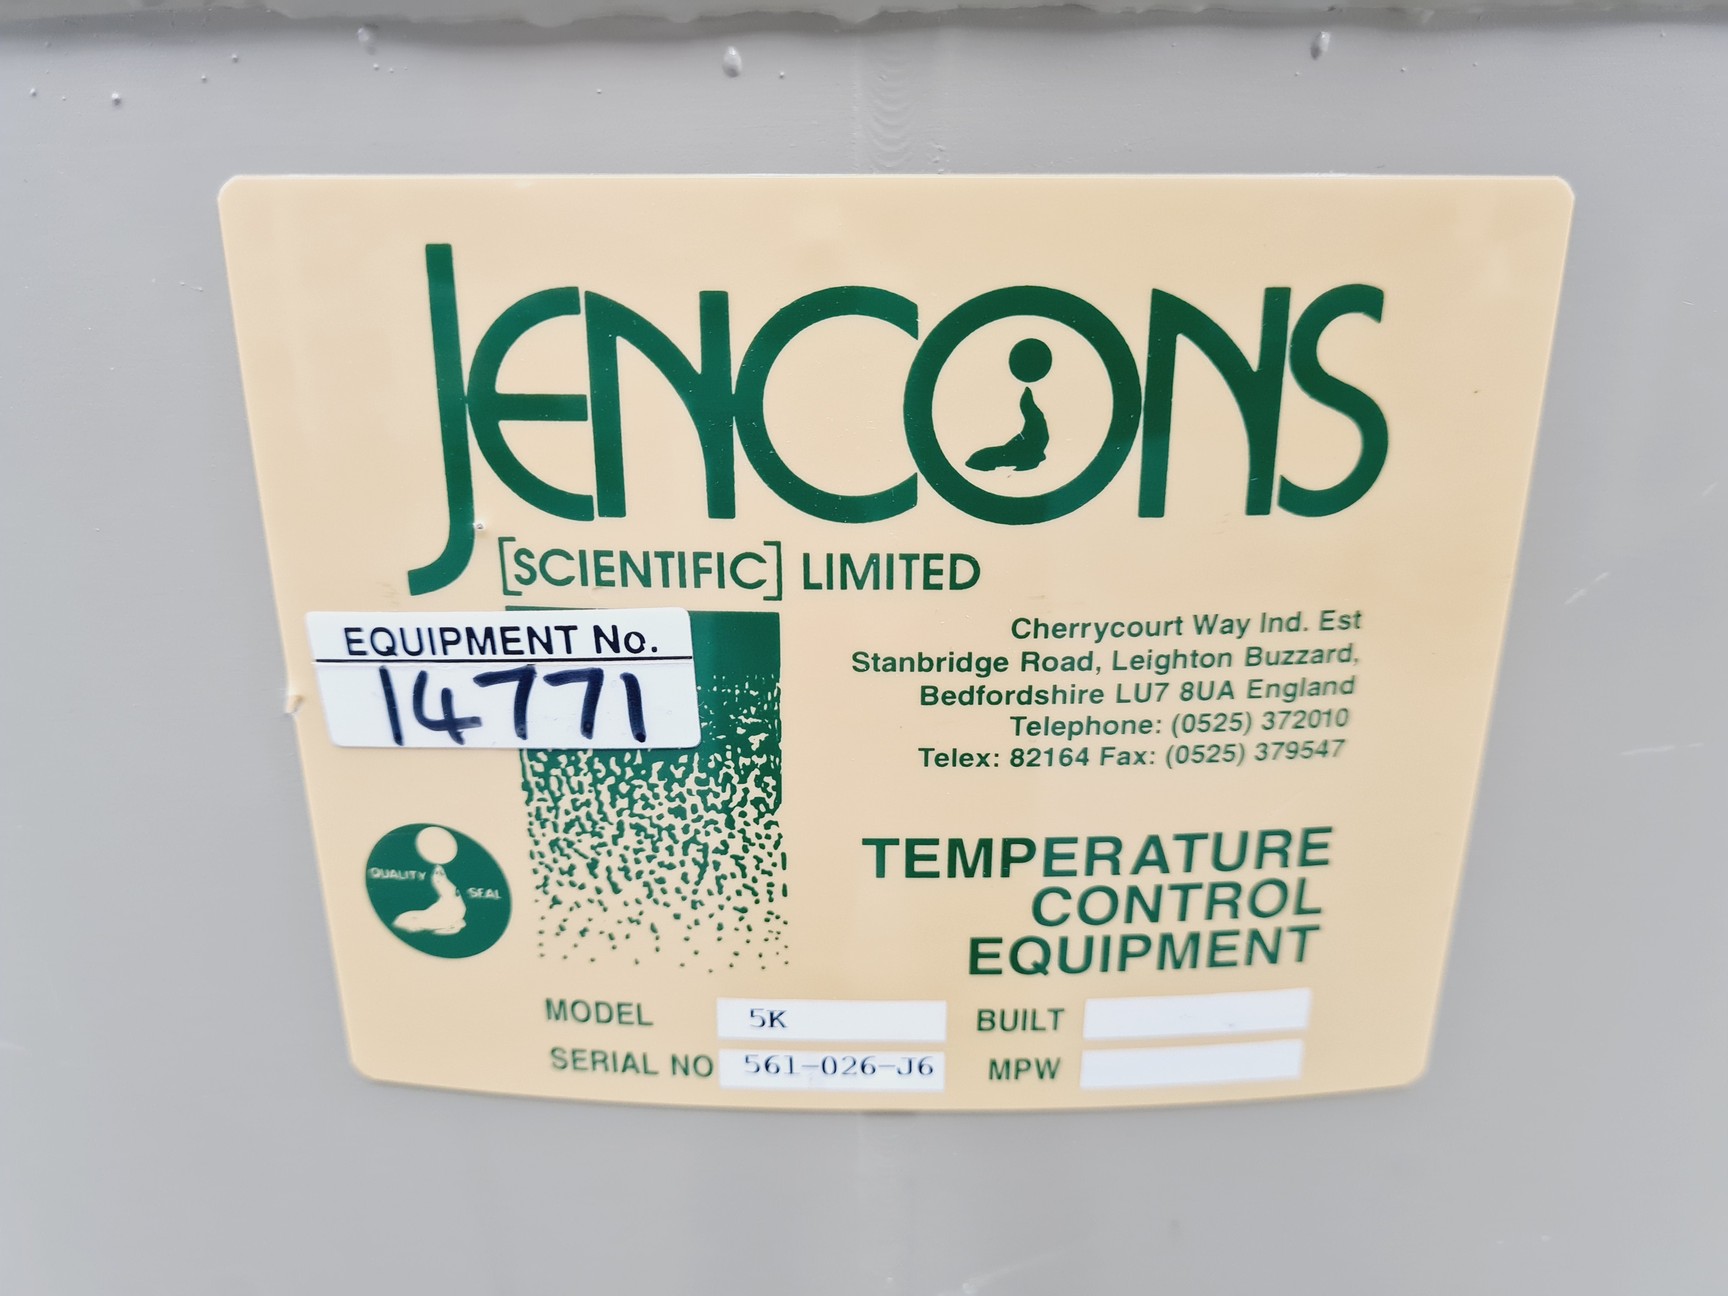 JENCONS
[SCIENTIFIC] LIMITED
EQUIPMENT No.
14771
Cherrycourt Way Ind. Est
Stanbridge Road, Leighton Buzzard,
Bedfordshire LU7 8UA England
Telephone: (0525) 372010
Telex: 82164 Fax: (0525) 379547
QUALITY SEAL
TEMPERATURE
CONTROL
EQUIPMENT
MODEL 5K BUILT
SERIAL NO 561-026-J6 MPW